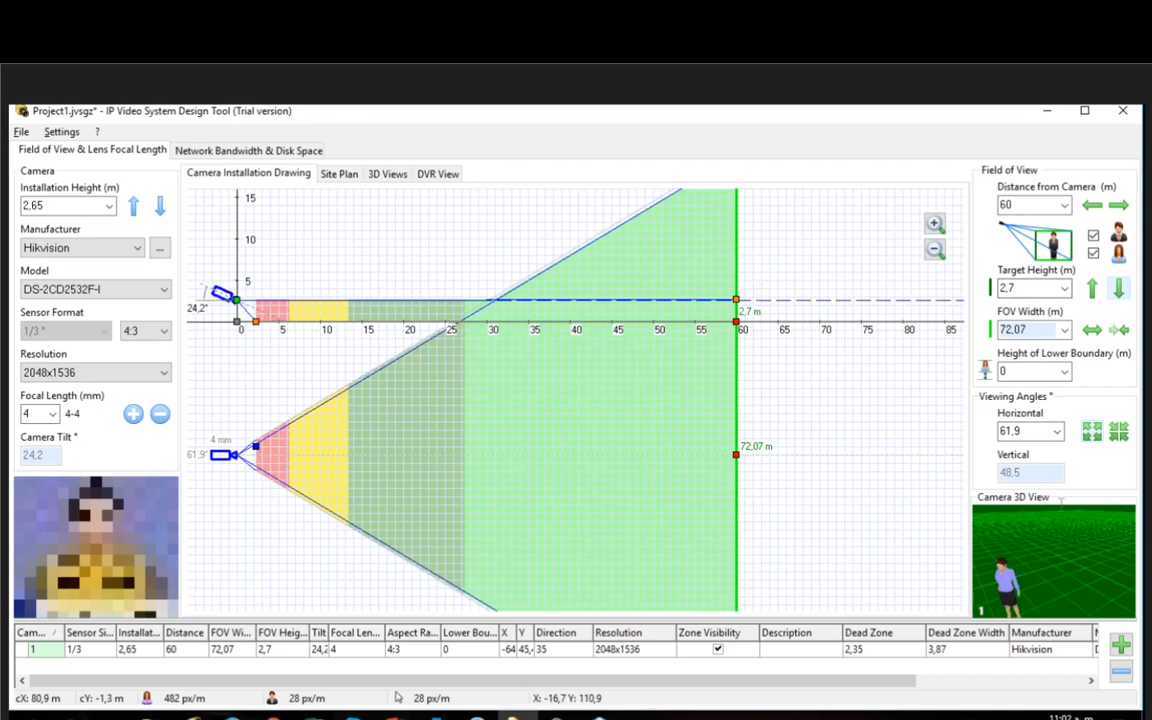 Project1.jvsgz* - IP Video System Design Tool (Trial version)
File Settings ?
Field of View & Lens Focal Length Network Bandwidth & Disk Space
Camera
Installation Height (m)
2,65
Manufacturer
Hikvision ...
Model
DS-2CD2532F-I
Sensor Format
1/3 " 4:3
Resolution
2048x1536
Focal Length (mm)
4 4-4
Camera Tilt °
24,2
Camera Installation Drawing Site Plan 3D Views DVR View
15
10
5
24,2°
2,7 m
0 5 10 15 20 25 30 35 40 45 50 55 60 65 70 75 80 85
4 mm
61,9°
72,07 m
Field of View
Distance from Camera (m)
60
Target Height (m)
2,7
FOV Width (m)
72,07
Height of Lower Boundary (m)
0
Viewing Angles °
Horizontal
61,9
Vertical
48,5
Camera 3D View
1
Cam... Sensor Si... Installat... Distance FOV Wi... FOV Heig... Tilt Focal Len... Aspect Ra... Lower Bou... X Y Direction Resolution Zone Visibility Description Dead Zone Dead Zone Width Manufacturer
1 1/3 2,65 60 72,07 2,7 24,2 4 4:3 0 -64 45, 35 2048x1536 2,35 3,87 Hikvision
cX: 80,9 m cY: -1,3 m 482 px/m 28 px/m 28 px/m X: -16,7 Y: 110,9